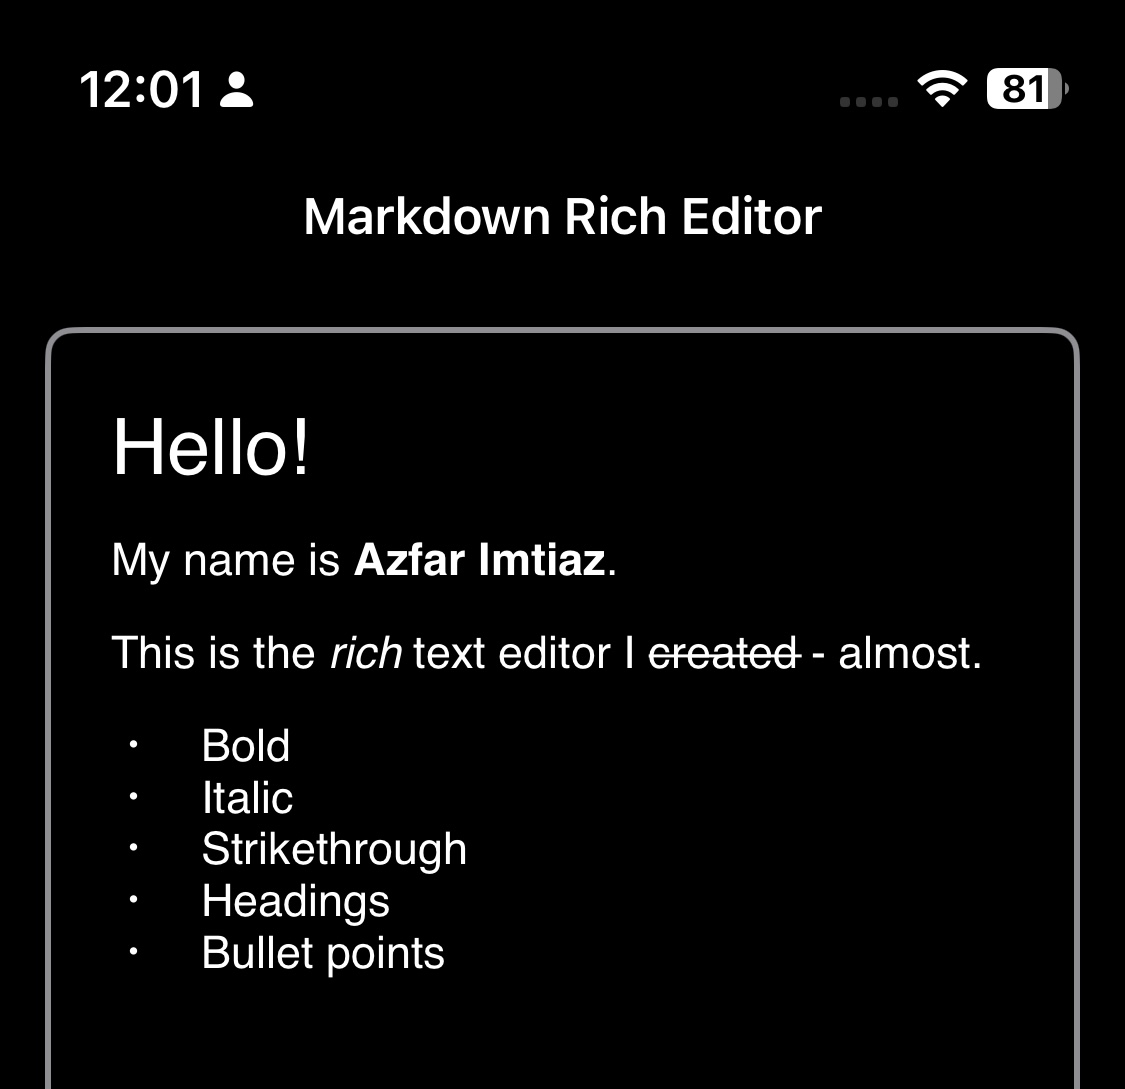 12:01
81
Markdown Rich Editor
Hello!
My name is Azfar Imtiaz.
This is the rich text editor I created - almost.
· Bold
· Italic
· Strikethrough
· Headings
· Bullet points